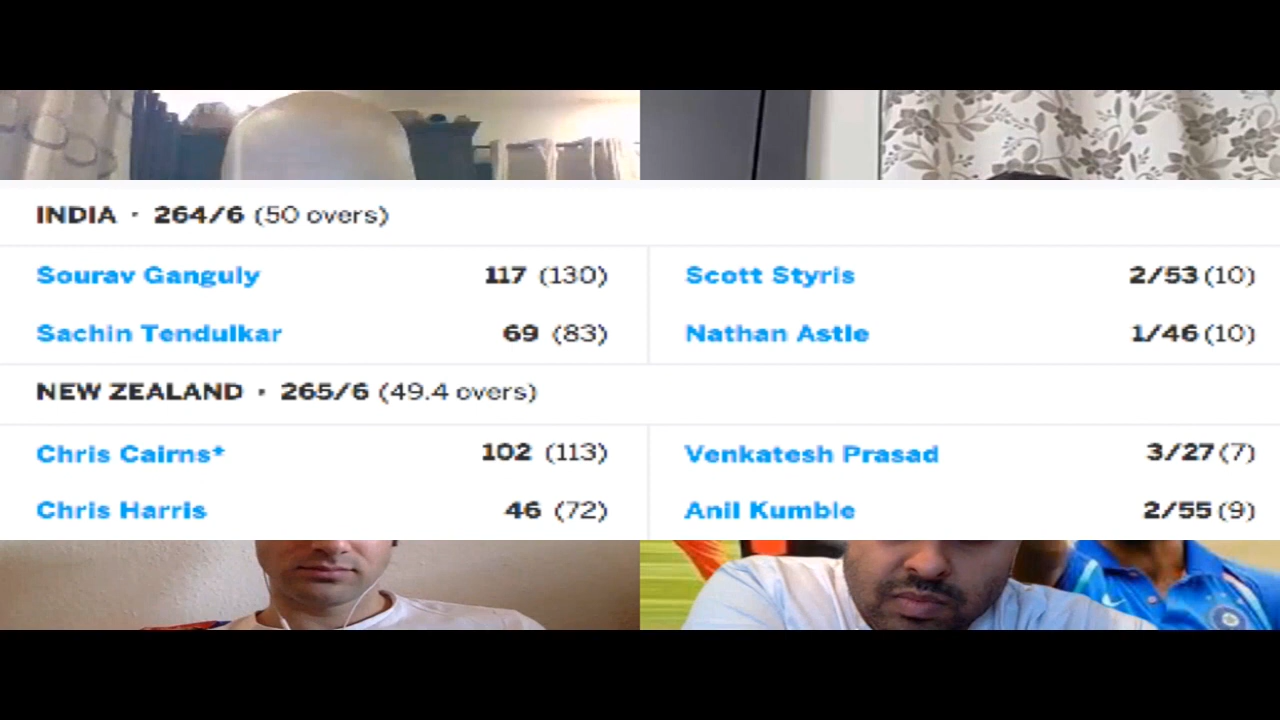 INDIA · 264/6 (50 overs)
Sourav Ganguly 117 (130) Scott Styris 2/53 (10)
Sachin Tendulkar 69 (83) Nathan Astle 1/46 (10)
NEW ZEALAND · 265/6 (49.4 overs)
Chris Cairns* 102 (113) Venkatesh Prasad 3/27 (7)
Chris Harris 46 (72) Anil Kumble 2/55 (9)